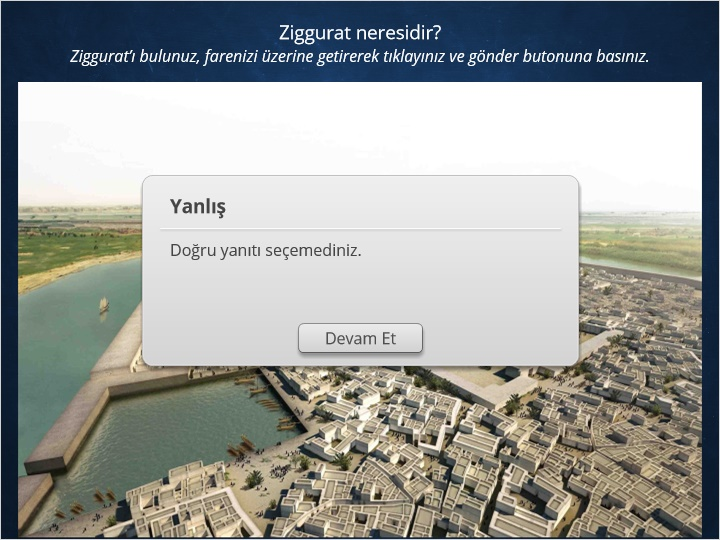 Ziggurat neresidir?
Ziggurat’ı bulunuz, farenizi üzerine getirerek tıklayınız ve gönder butonuna basınız.
Yanlış
Doğru yanıtı seçemediniz.
Devam Et